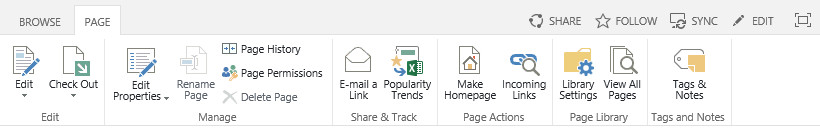 BROWSE PAGE SHARE FOLLOW SYNC EDIT
Edit
Check Out
Edit
Properties
Rename
Page
Page History
Page Permissions
Delete Page
E-mail a
Link
Popularity
Trends
Make
Homepage
Incoming
Links
Library
Settings
View All
Pages
Tags &
Notes
Edit Manage Share & Track Page Actions Page Library Tags and Notes